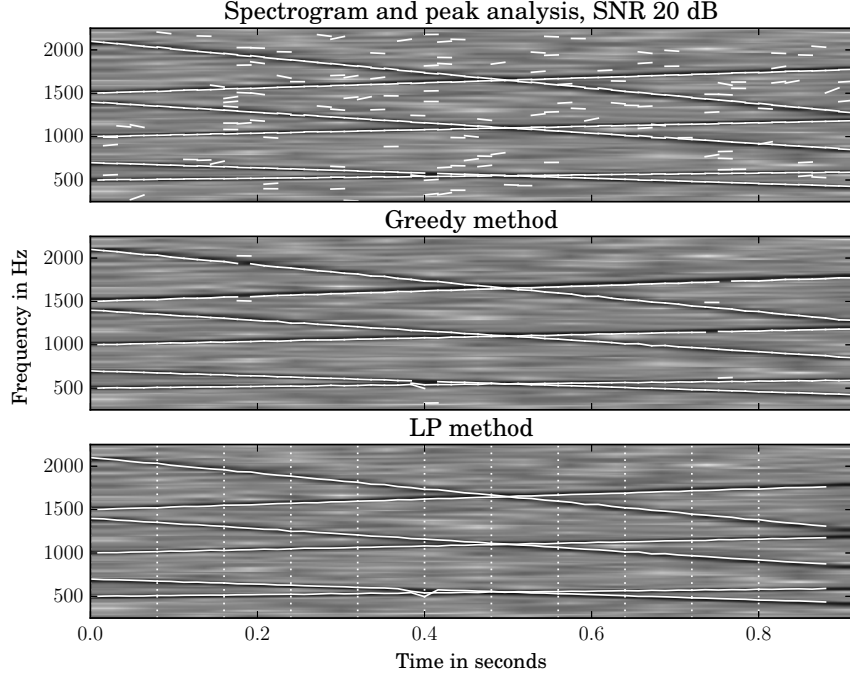 Spectrogram and peak analysis, SNR 20 dB
2000
1500
1000
500
Greedy method
2000
1500
1000
500
Frequency in Hz
LP method
2000
1500
1000
500
0.0 0.2 0.4 0.6 0.8
Time in seconds